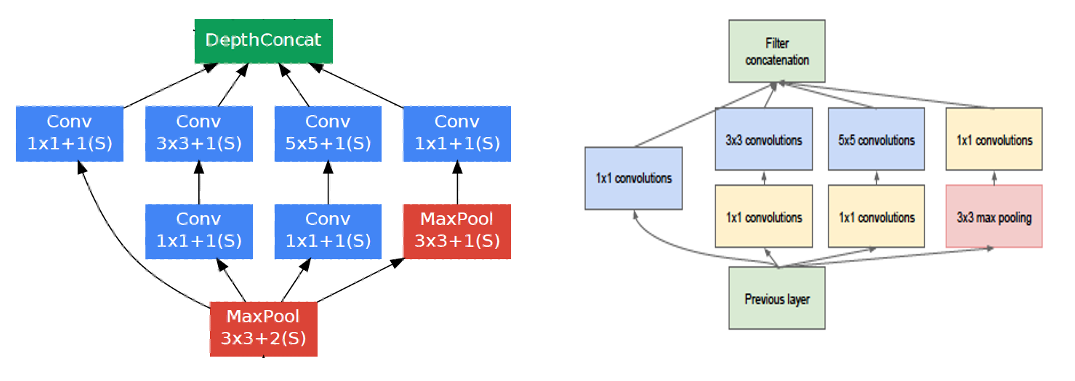 DepthConcat
Conv
1x1+1(S)
Conv
3x3+1(S)
Conv
5x5+1(S)
Conv
1x1+1(S)
Conv
1x1+1(S)
Conv
1x1+1(S)
MaxPool
3x3+1(S)
MaxPool
3x3+2(S)
Filter
concatenation
3x3 convolutions
5x5 convolutions
1x1 convolutions
1x1 convolutions
1x1 convolutions
1x1 convolutions
3x3 max pooling
Previous layer